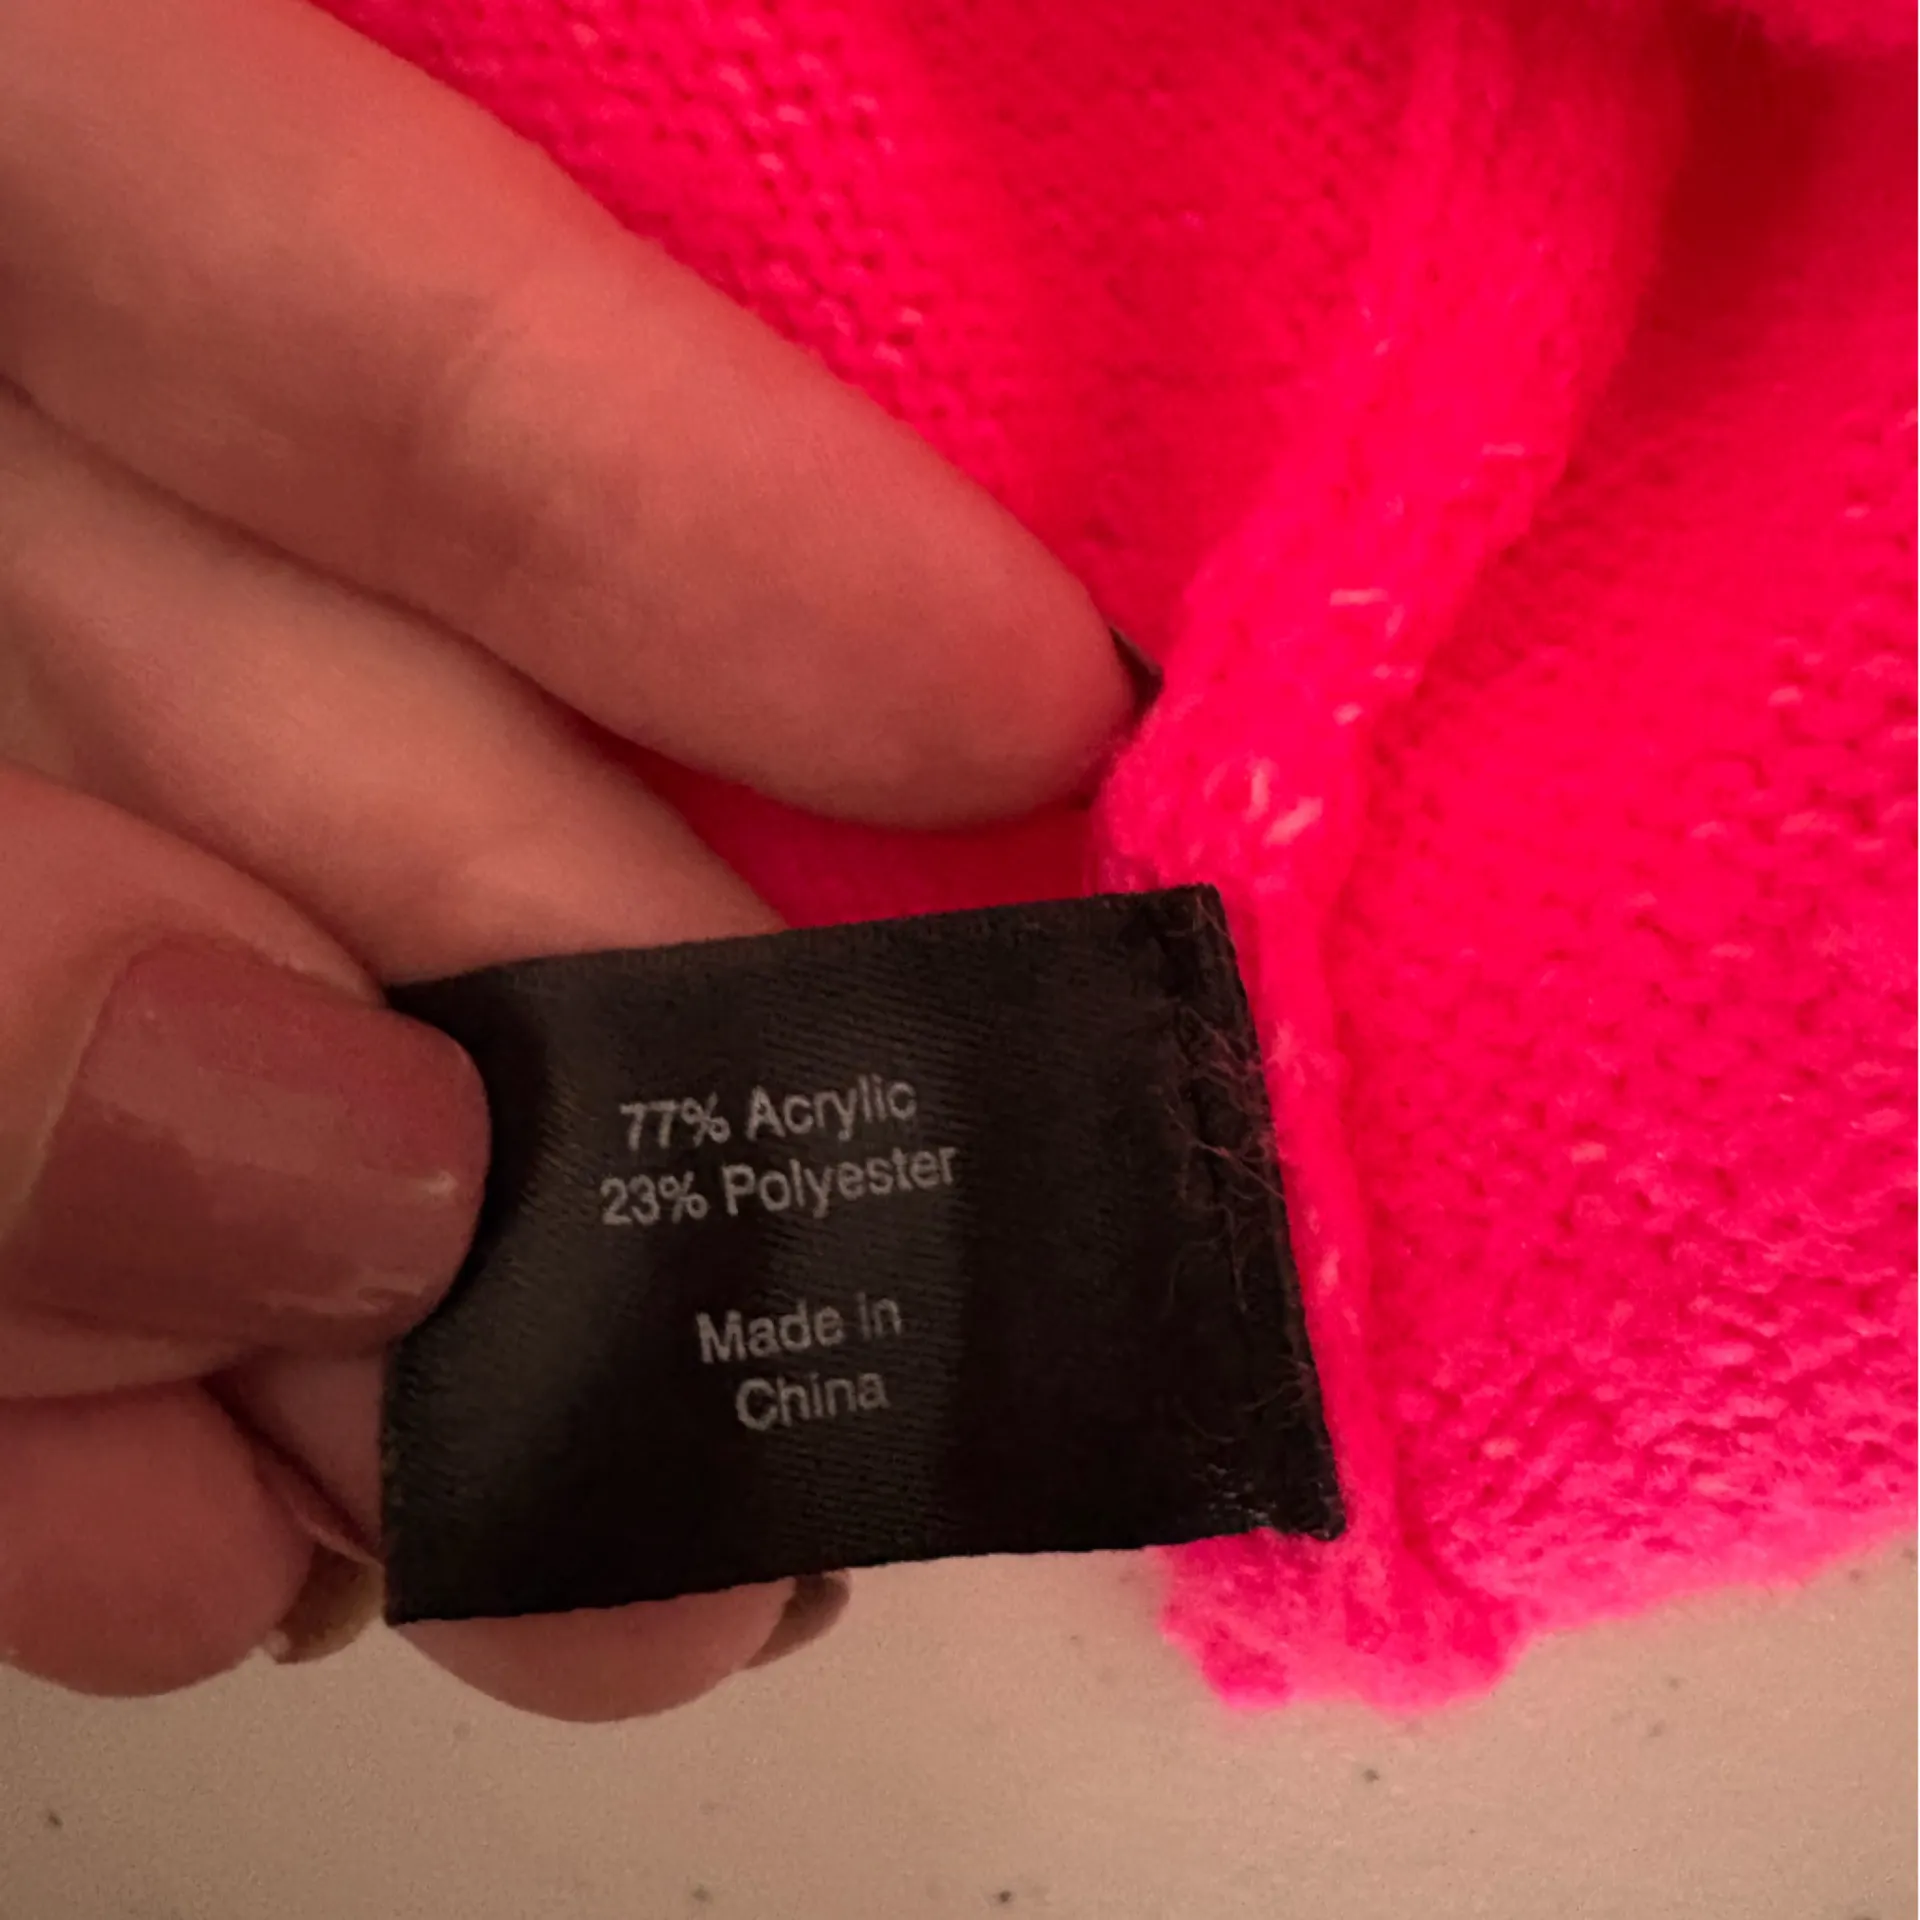 77% Acrylic
23% Polyester
Made in
China